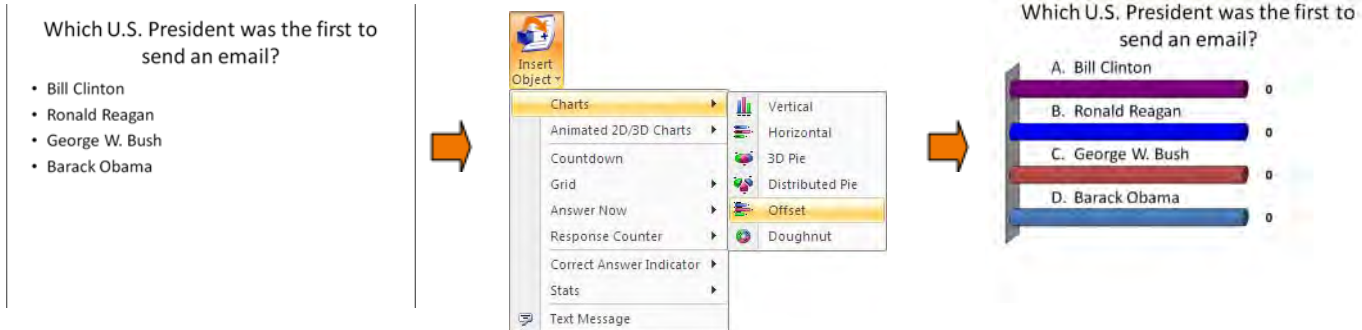 Which U.S. President was the first to
send an email?
• Bill Clinton
• Ronald Reagan
• George W. Bush
• Barack Obama
Insert
Object
Charts
Animated 2D/3D Charts
Countdown
Grid
Answer Now
Response Counter
Correct Answer Indicator
Stats
Text Message
Vertical
Horizontal
3D Pie
Distributed Pie
Offset
Doughnut
Which U.S. President was the first to
send an email?
A. Bill Clinton
0
B. Ronald Reagan
0
C. George W. Bush
0
D. Barack Obama
0